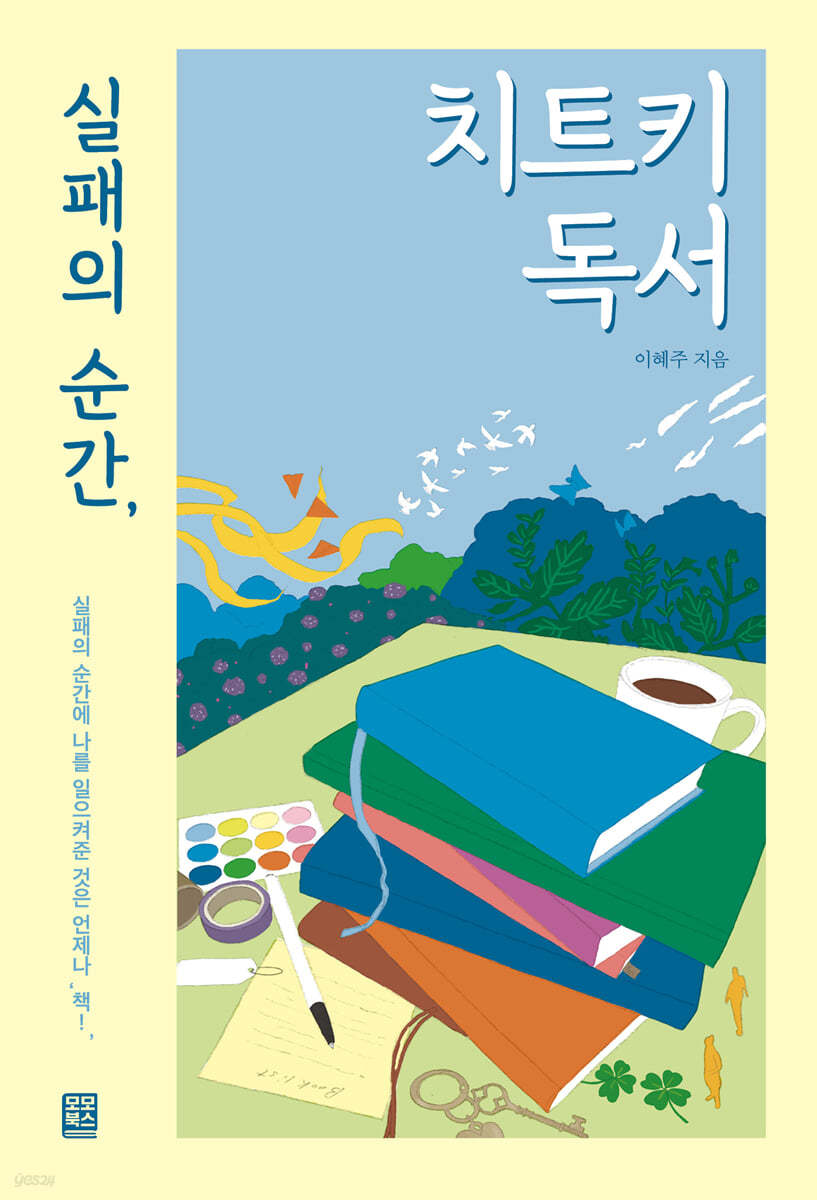 실패의 순간,
치트키
독서
이혜주 지음
실패의 순간에 나를 일으켜준 것은 언제나 ‘책!’
Book list
모모
북스
yes24